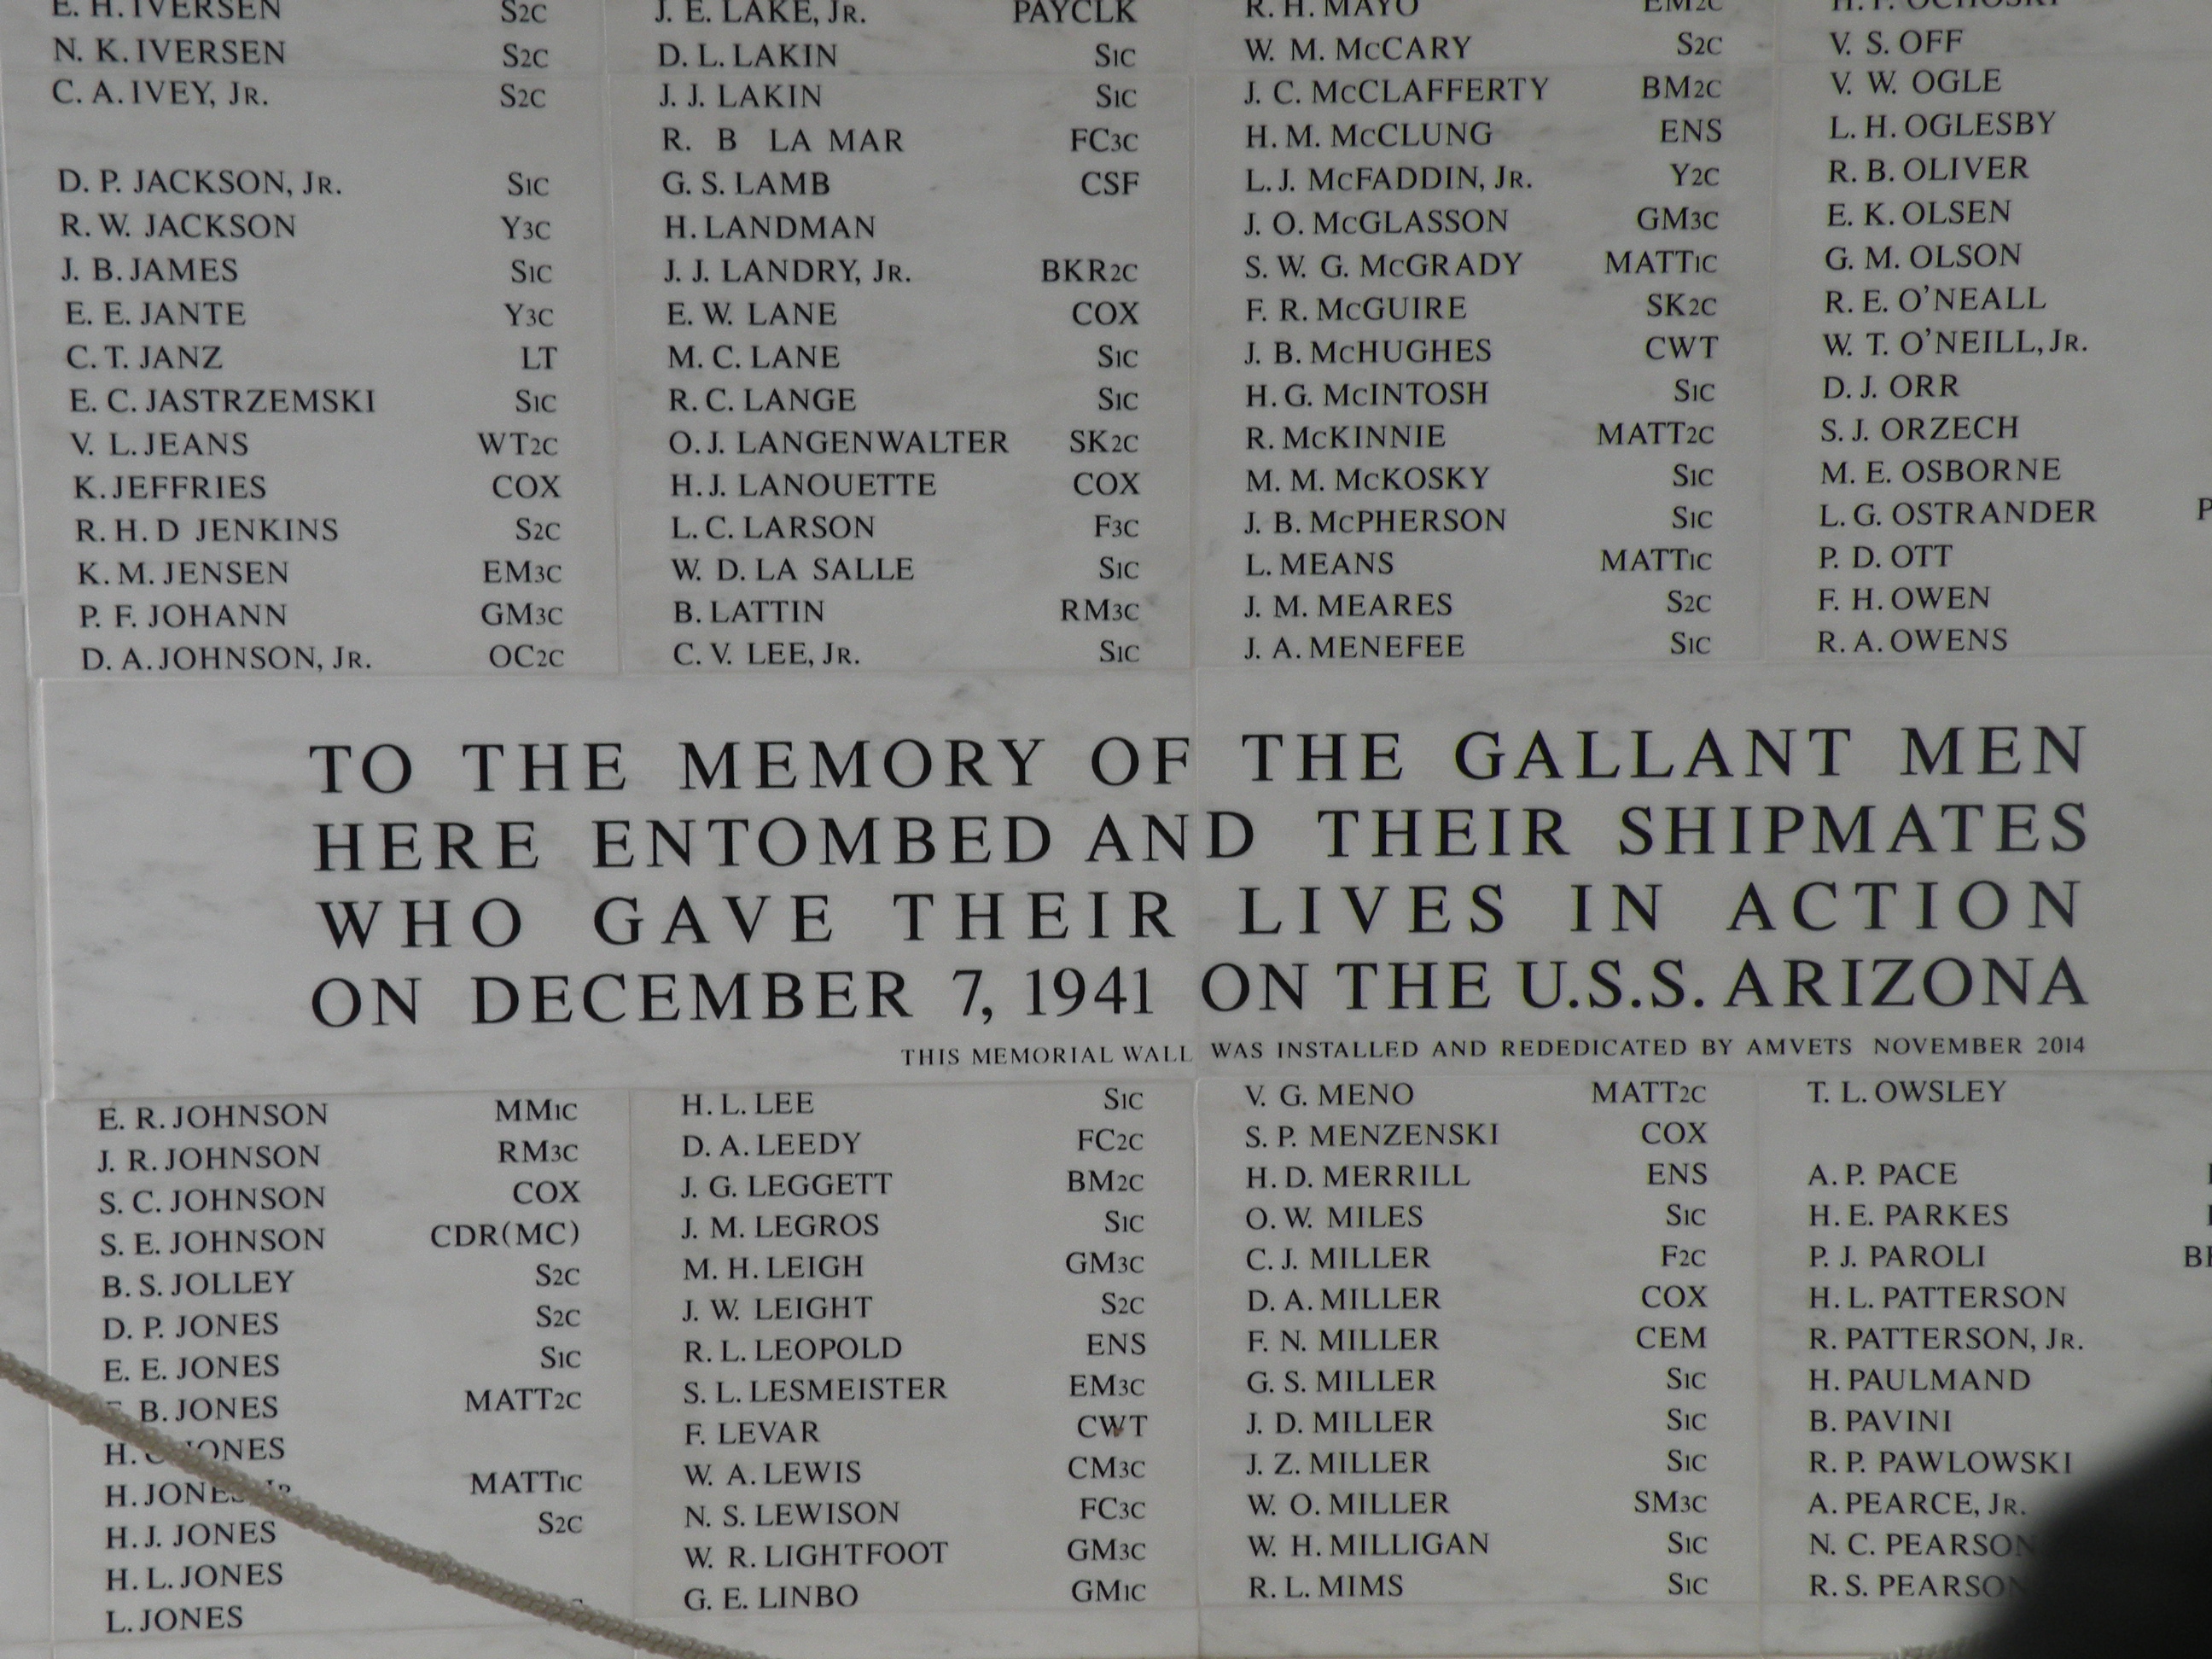 E. H. IVERSEN S2C
N. K. IVERSEN S2C
C. A. IVEY, JR. S2C
D. P. JACKSON, JR. S1C
R. W. JACKSON Y3C
J. B. JAMES S1C
E. E. JANTE Y3C
C. T. JANZ LT
E. C. JASTRZEMSKI S1C
V. L. JEANS WT2C
K. JEFFRIES COX
R. H. D JENKINS S2C
K. M. JENSEN EM3C
P. F. JOHANN GM3C
D. A. JOHNSON, JR. OC2C
J. E. LAKE, JR. PAYCLK
D. L. LAKIN S1C
J. J. LAKIN S1C
R. B LA MAR FC3C
G. S. LAMB CSF
H. LANDMAN
J. J. LANDRY, JR. BKR2C
E. W. LANE COX
M. C. LANE S1C
R. C. LANGE S1C
O. J. LANGENWALTER SK2C
H. J. LANOUETTE COX
L. C. LARSON F3C
W. D. LA SALLE S1C
B. LATTIN RM3C
C. V. LEE, JR. S1C
R. H. MAYO EM2C
W. M. McCARY S2C
J. C. McCLAFFERTY BM2C
H. M. McCLUNG ENS
L. J. McFADDIN, JR. Y2C
J. O. McGLASSON GM3C
S. W. G. McGRADY MATT1C
F. R. McGUIRE SK2C
J. B. McHUGHES CWT
H. G. McINTOSH S1C
R. McKINNIE MATT2C
M. M. McKOSKY S1C
J. B. McPHERSON S1C
L. MEANS MATT1C
J. M. MEARES S2C
J. A. MENEFEE S1C
V. S. OFF
V. W. OGLE
L. H. OGLESBY
R. B. OLIVER
E. K. OLSEN
G. M. OLSON
R. E. O'NEALL
W. T. O'NEILL, JR.
D. J. ORR
S. J. ORZECH
M. E. OSBORNE
L. G. OSTRANDER
P. D. OTT
F. H. OWEN
R. A. OWENS
TO THE MEMORY OF THE GALLANT MEN
HERE ENTOMBED AND THEIR SHIPMATES
WHO GAVE THEIR LIVES IN ACTION
ON DECEMBER 7, 1941 ON THE U.S.S. ARIZONA
THIS MEMORIAL WALL WAS INSTALLED AND REDEDICATED BY AMVETS NOVEMBER 2014
E. R. JOHNSON MM1C
J. R. JOHNSON RM3C
S. C. JOHNSON COX
S. E. JOHNSON CDR(MC)
B. S. JOLLEY S2C
D. P. JONES S2C
E. E. JONES S1C
B. JONES MATT2C
H. JONES
H. JONES, JR MATT1C
H. J. JONES S2C
H. L. JONES
L. JONES
H. L. LEE S1C
D. A. LEEDY FC2C
J. G. LEGGETT BM2C
J. M. LEGROS S1C
M. H. LEIGH GM3C
J. W. LEIGHT S2C
R. L. LEOPOLD ENS
S. L. LESMEISTER EM3C
F. LEVAR CWT
W. A. LEWIS CM3C
N. S. LEWISON FC3C
W. R. LIGHTFOOT GM3C
G. E. LINBO GM1C
V. G. MENO MATT2C
S. P. MENZENSKI COX
H. D. MERRILL ENS
O. W. MILES S1C
C. J. MILLER F2C
D. A. MILLER COX
F. N. MILLER CEM
G. S. MILLER S1C
J. D. MILLER S1C
J. Z. MILLER S1C
W. O. MILLER SM3C
W. H. MILLIGAN S1C
R. L. MIMS S1C
T. L. OWSLEY
A. P. PACE
H. E. PARKES
P. J. PAROLI
H. L. PATTERSON
R. PATTERSON, JR.
H. PAULMAND
B. PAVINI
R. P. PAWLOWSKI
A. PEARCE, JR.
N. C. PEARSON
R. S. PEARSON